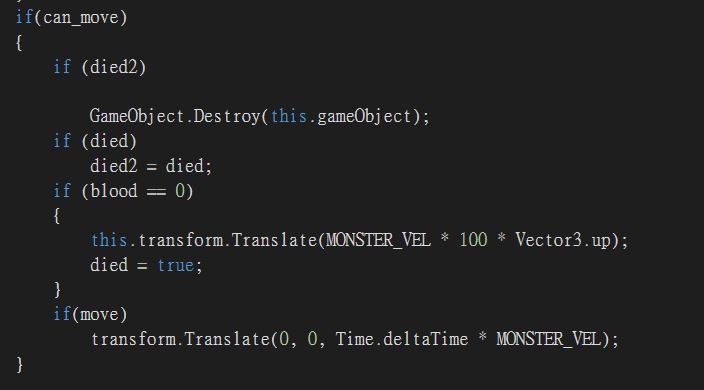 if(can_move)
{
    if (died2)

        GameObject.Destroy(this.gameObject);
    if (died)
        died2 = died;
    if (blood == 0)
    {
        this.transform.Translate(MONSTER_VEL * 100 * Vector3.up);
        died = true;
    }
    if(move)
        transform.Translate(0, 0, Time.deltaTime * MONSTER_VEL);
}